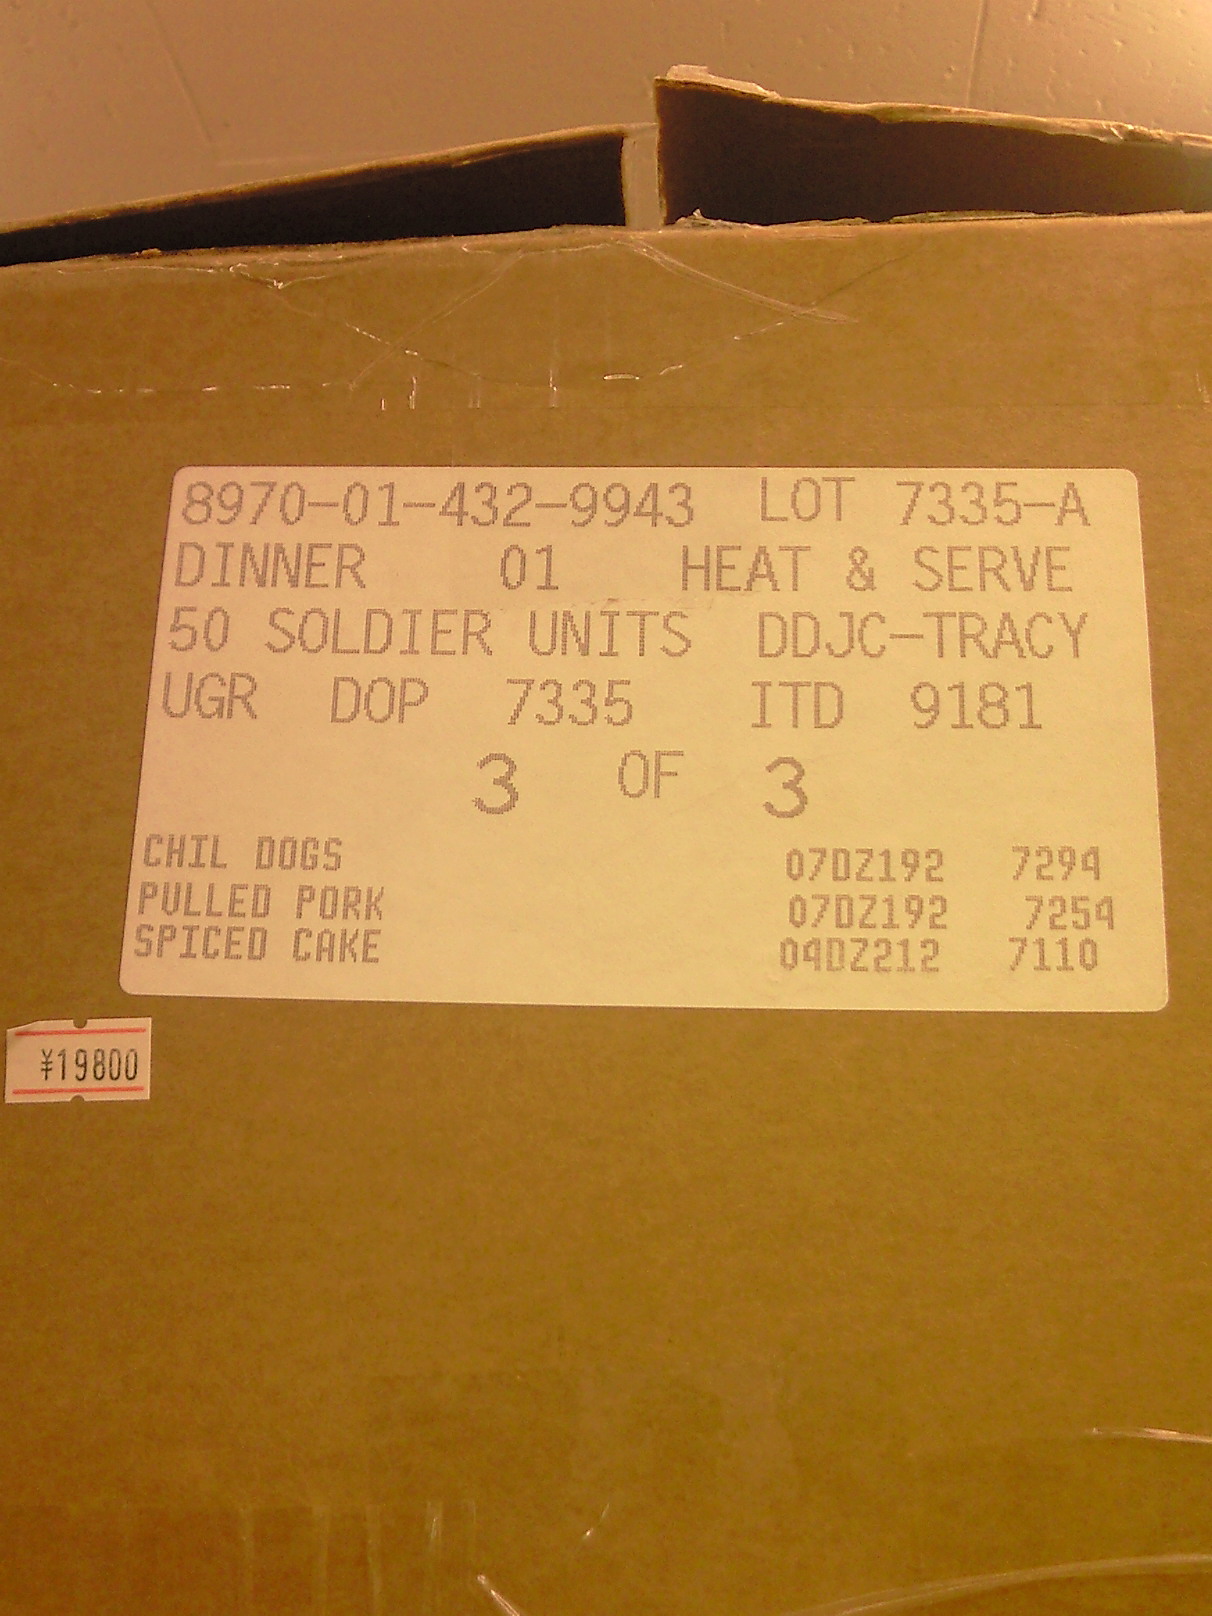 8970-01-432-9943 LOT 7335-A
DINNER 01 HEAT & SERVE
50 SOLDIER UNITS DDJC-TRACY
UGR DOP 7335 ITD 9181
3 OF 3
CHIL DOGS 07DZ192 7294
PULLED PORK 07DZ192 7254
SPICED CAKE 04DZ212 7110
¥19800